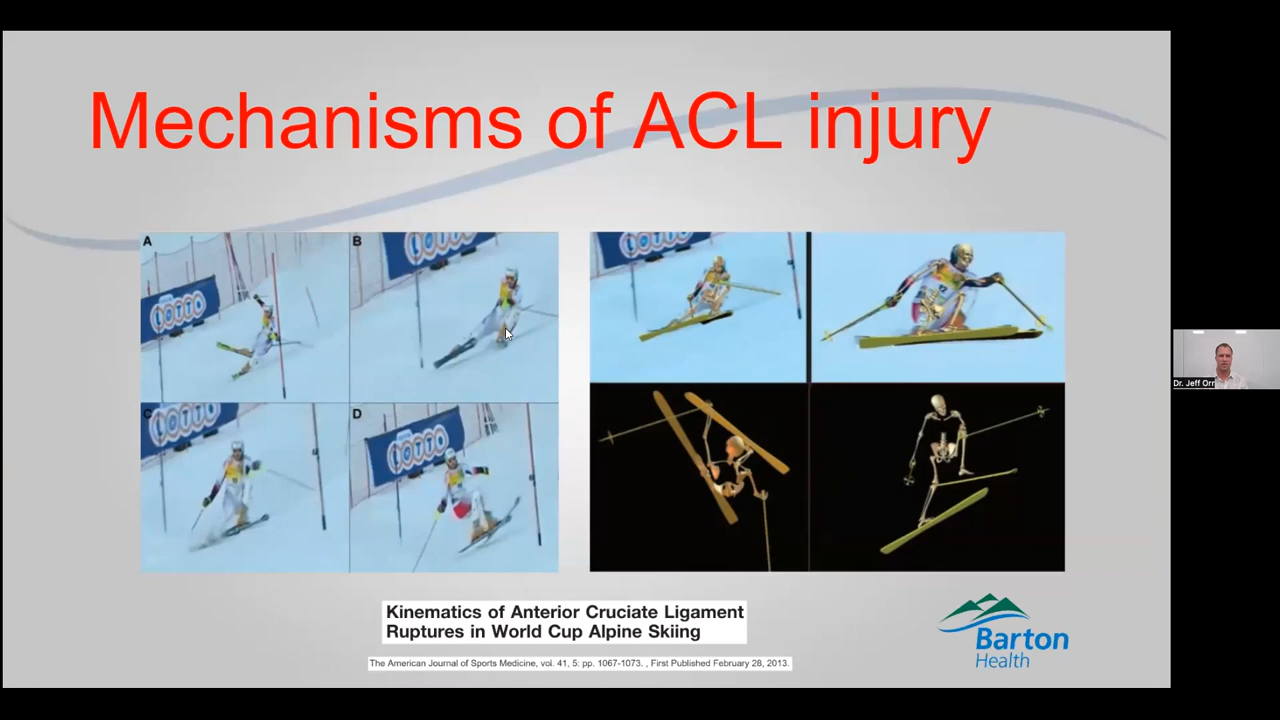 Mechanisms of ACL injury
A
B
LOTTO
LOTTO
LOTTO
C
D
LOTTO
LOTTO
Dr. Jeff Orr
Kinematics of Anterior Cruciate Ligament
Ruptures in World Cup Alpine Skiing
The American Journal of Sports Medicine, vol. 41, 5: pp. 1067-1073. , First Published February 28, 2013.
Barton
Health